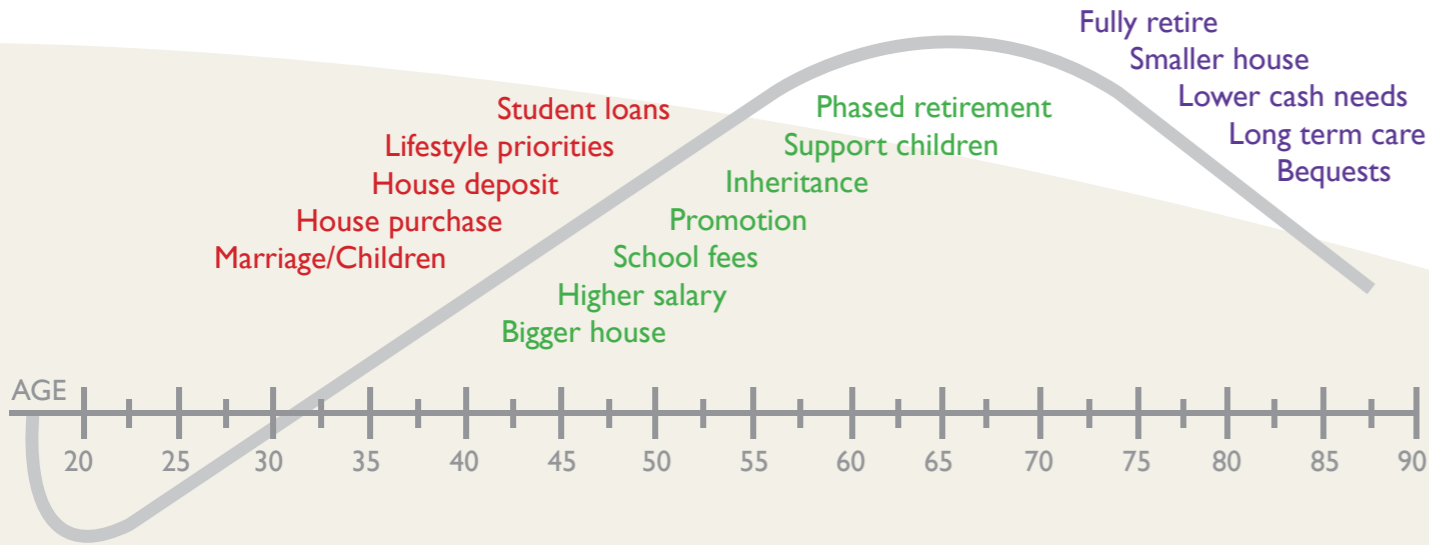 Fully retire
Smaller house
Lower cash needs
Long term care
Bequests
Student loans
Lifestyle priorities
House deposit
House purchase
Marriage/Children
Phased retirement
Support children
Inheritance
Promotion
School fees
Higher salary
Bigger house
AGE
20 25 30 35 40 45 50 55 60 65 70 75 80 85 90